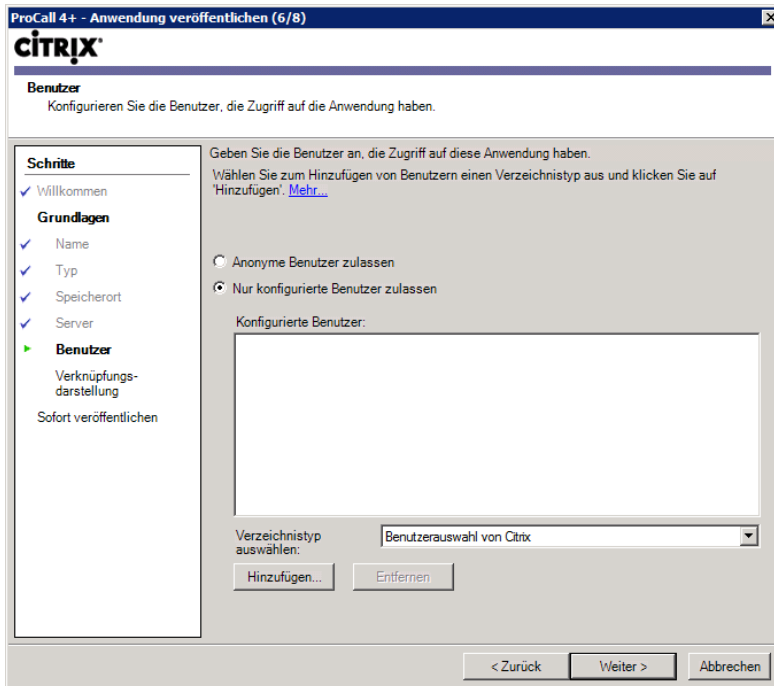 ProCall 4+ - Anwendung veröffentlichen (6/8)
CİTRIX
Benutzer
Konfigurieren Sie die Benutzer, die Zugriff auf die Anwendung haben.
Schritte
Willkommen
Grundlagen
Name
Typ
Speicherort
Server
Benutzer
Verknüpfungs-
darstellung
Sofort veröffentlichen
Geben Sie die Benutzer an, die Zugriff auf diese Anwendung haben.
Wählen Sie zum Hinzufügen von Benutzern einen Verzeichnistyp aus und klicken Sie auf
'Hinzufügen'. Mehr...
Anonyme Benutzer zulassen
Nur konfigurierte Benutzer zulassen
Konfigurierte Benutzer:
Verzeichnistyp
auswählen:
Benutzerauswahl von Citrix
Hinzufügen...
Entfernen
< Zurück
Weiter >
Abbrechen